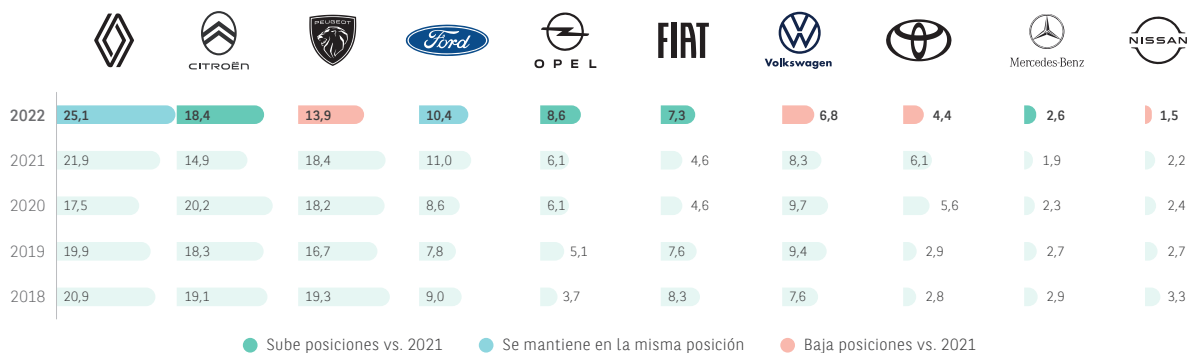 PEUGEOT
CITROËN
Ford
OPEL
FIAT
Volkswagen
Mercedes-Benz
NISSAN
2022 25,1 18,4 13,9 10,4 8,6 7,3 6,8 4,4 2,6 1,5
2021 21,9 14,9 18,4 11,0 6,1 4,6 8,3 6,1 1,9 2,2
2020 17,5 20,2 18,2 8,6 6,1 4,6 9,7 5,6 2,3 2,4
2019 19,9 18,3 16,7 7,8 5,1 7,6 9,4 2,9 2,7 2,7
2018 20,9 19,1 19,3 9,0 3,7 8,3 7,6 2,8 2,9 3,3
Sube posiciones vs. 2021 Se mantiene en la misma posición Baja posiciones vs. 2021